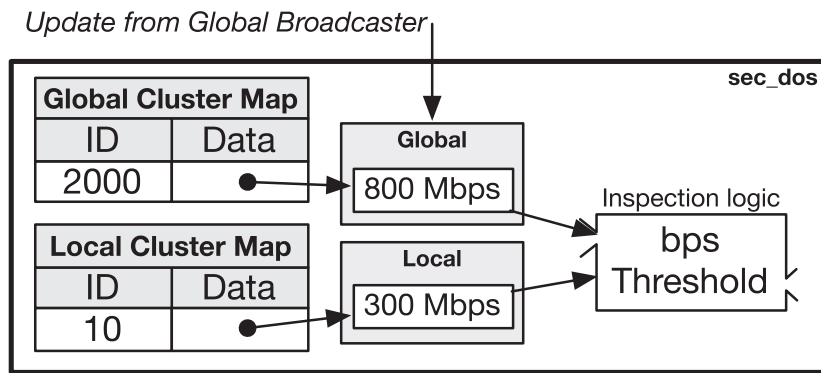 Update from Global Broadcaster
sec_dos
Global Cluster Map
ID Data
2000
Global
800 Mbps
Local Cluster Map
ID Data
10
Local
300 Mbps
Inspection logic
bps
Threshold